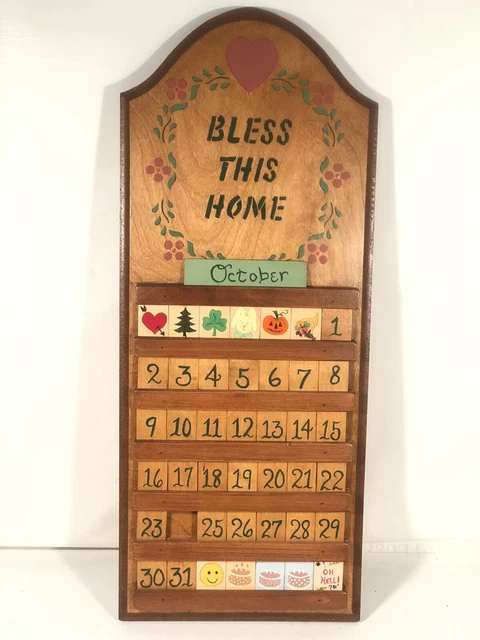 BLESS
THIS
HOME
October
1
2 3 4 5 6 7 8
9 10 11 12 13 14 15
16 17 18 19 20 21 22
23 25 26 27 28 29
30 31 OH HELL!